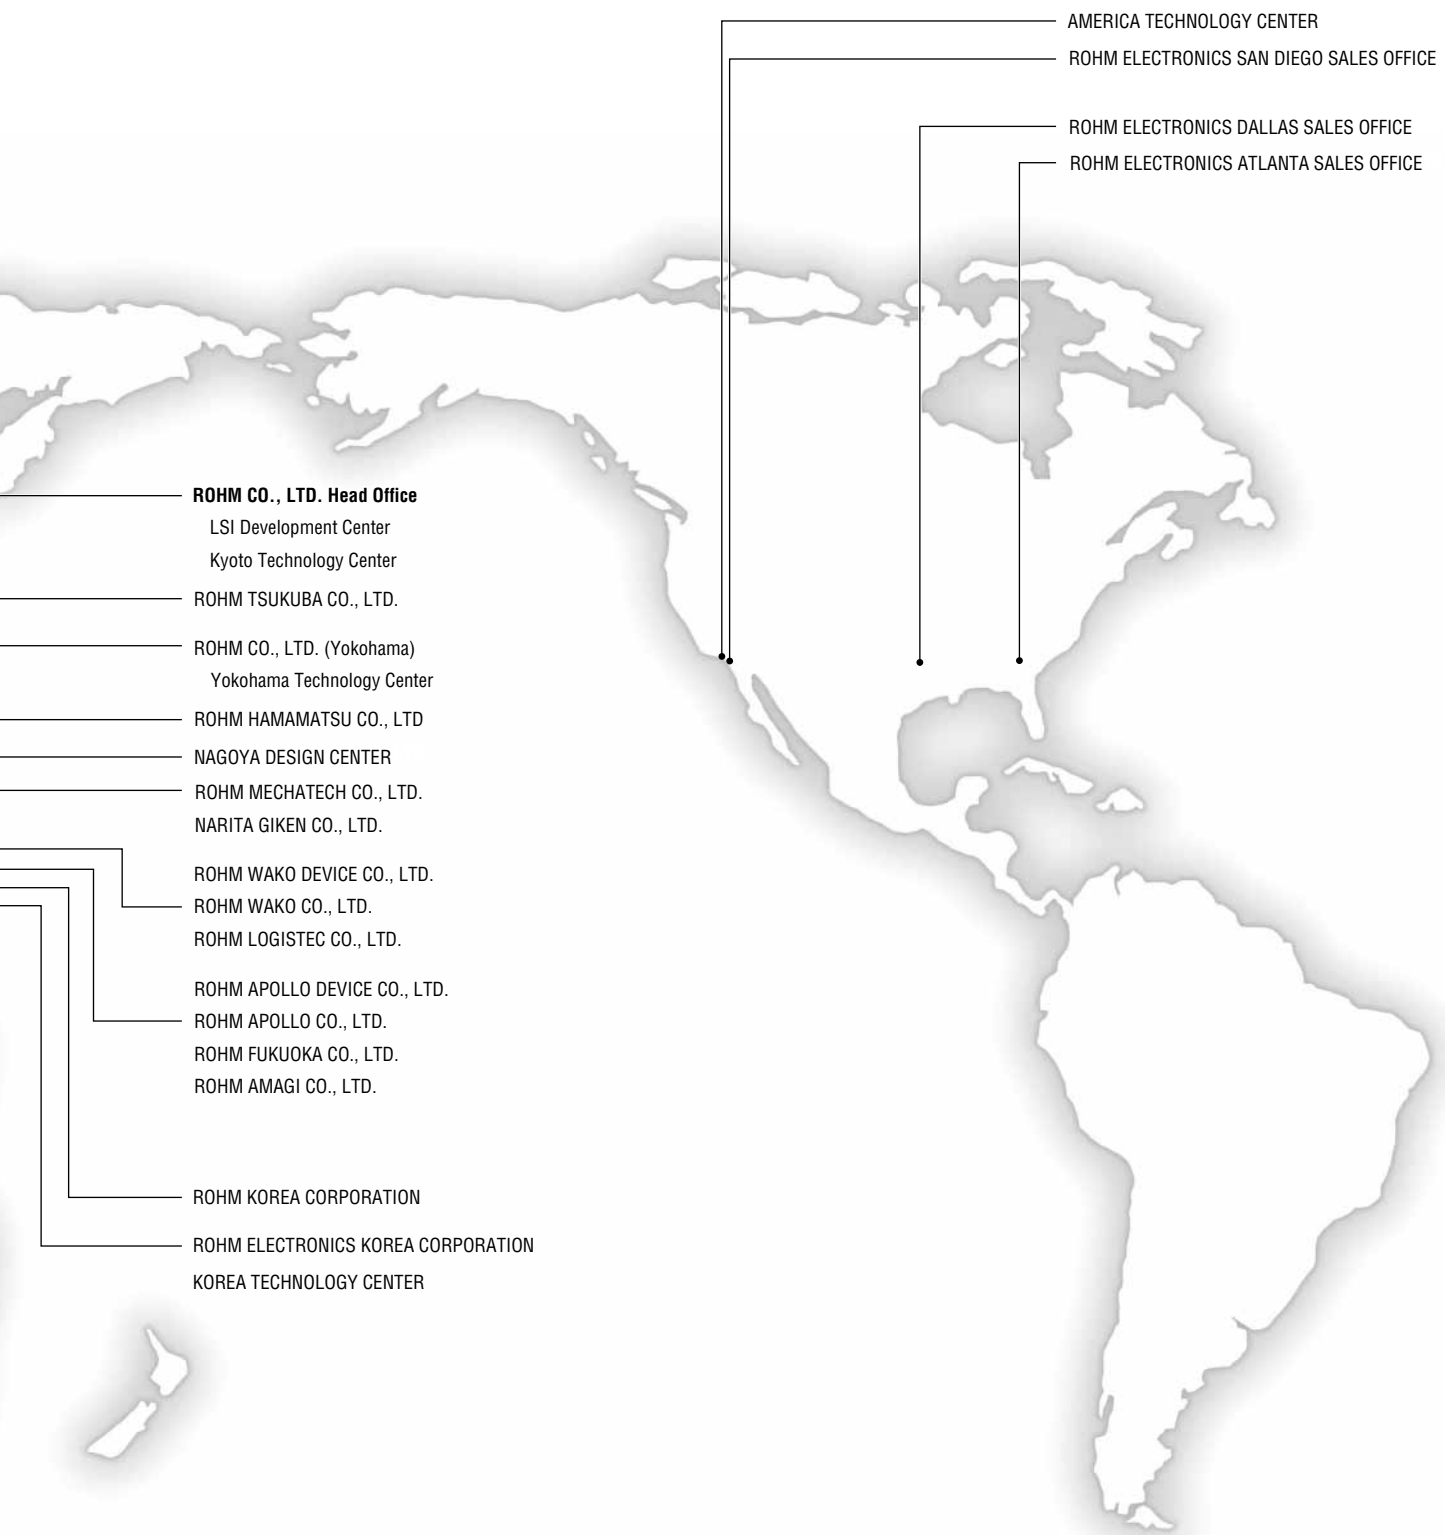 AMERICA TECHNOLOGY CENTER
ROHM ELECTRONICS SAN DIEGO SALES OFFICE
ROHM ELECTRONICS DALLAS SALES OFFICE
ROHM ELECTRONICS ATLANTA SALES OFFICE
ROHM CO., LTD. Head Office
LSI Development Center
Kyoto Technology Center
ROHM TSUKUBA CO., LTD.
ROHM CO., LTD. (Yokohama)
Yokohama Technology Center
ROHM HAMAMATSU CO., LTD
NAGOYA DESIGN CENTER
ROHM MECHATECH CO., LTD.
NARITA GIKEN CO., LTD.
ROHM WAKO DEVICE CO., LTD.
ROHM WAKO CO., LTD.
ROHM LOGISTEC CO., LTD.
ROHM APOLLO DEVICE CO., LTD.
ROHM APOLLO CO., LTD.
ROHM FUKUOKA CO., LTD.
ROHM AMAGI CO., LTD.
ROHM KOREA CORPORATION
ROHM ELECTRONICS KOREA CORPORATION
KOREA TECHNOLOGY CENTER